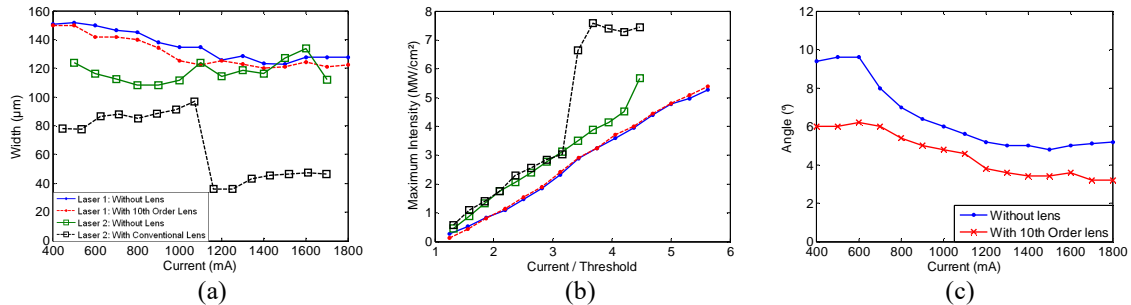 160
140
120
100
80
60
40
20
0
Width (µm)
Laser 1: Without Lens
Laser 1: With 10th Order Lens
Laser 2: Without Lens
Laser 2: With Conventional Lens
400 600 800 1000 1200 1400 1600 1800
Current (mA)
(a)
8
7
6
5
4
3
2
1
0
Maximum Intensity (MW/cm²)
1 2 3 4 5 6
Current / Threshold
(b)
12
10
8
6
4
2
0
Angle (º)
Without lens
With 10th Order lens
400 600 800 1000 1200 1400 1600 1800
Current (mA)
(c)